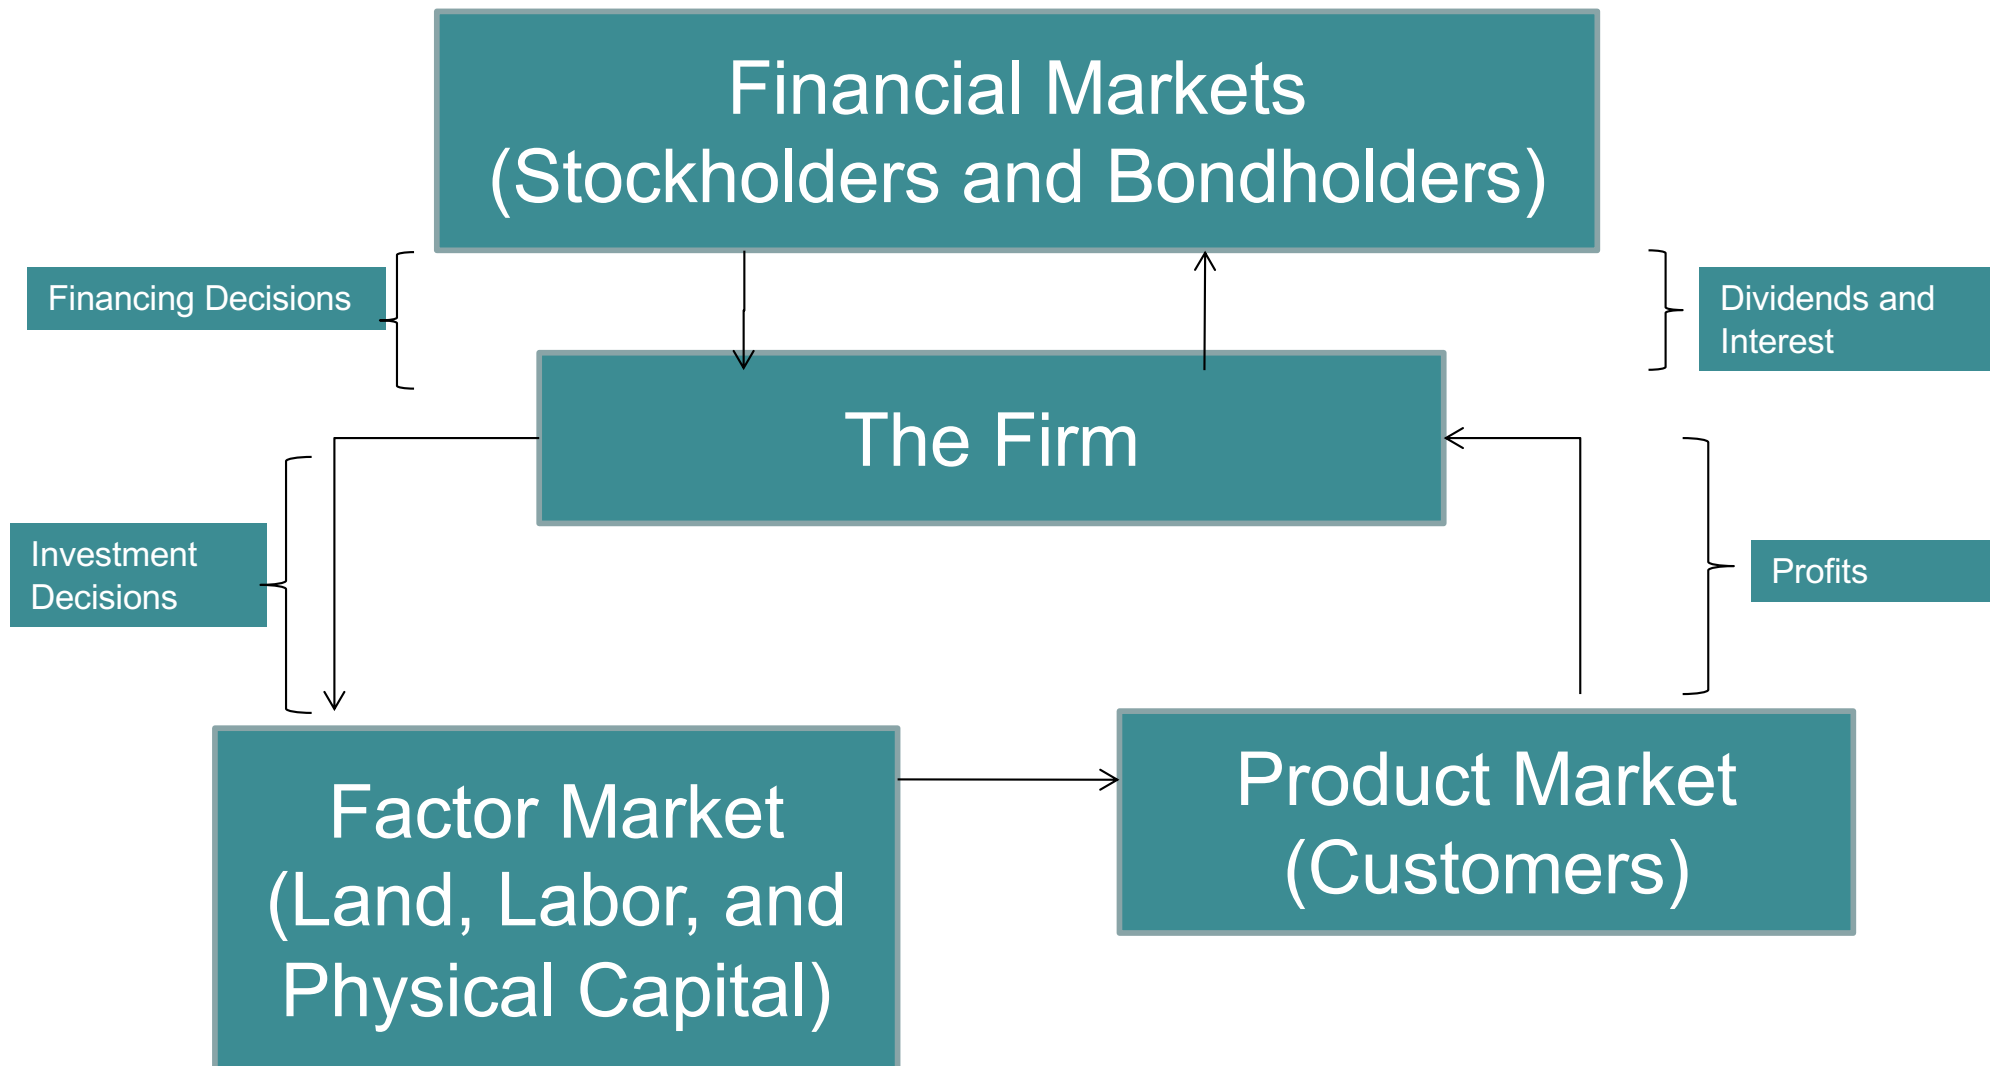 Financial Markets
(Stockholders and Bondholders)
Financing Decisions
Dividends and
Interest
The Firm
Investment
Decisions
Profits
Factor Market
(Land, Labor, and
Physical Capital)
Product Market
(Customers)